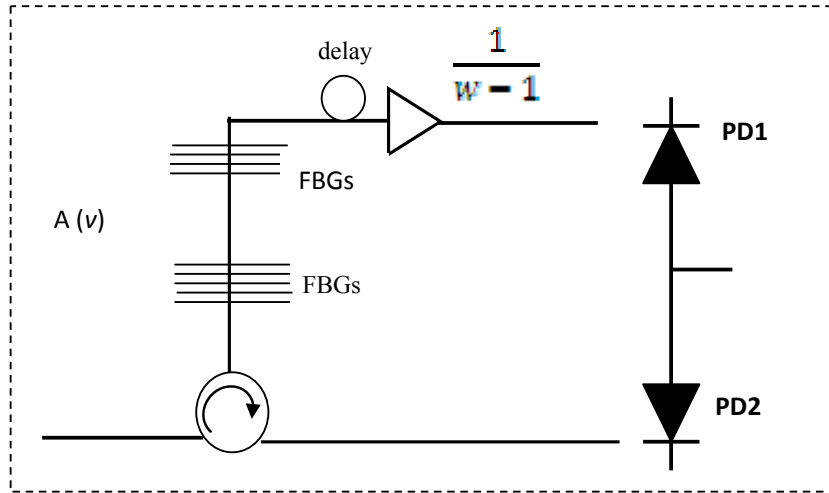 delay
1
w − 1
PD1
FBGs
A (v)
FBGs
PD2